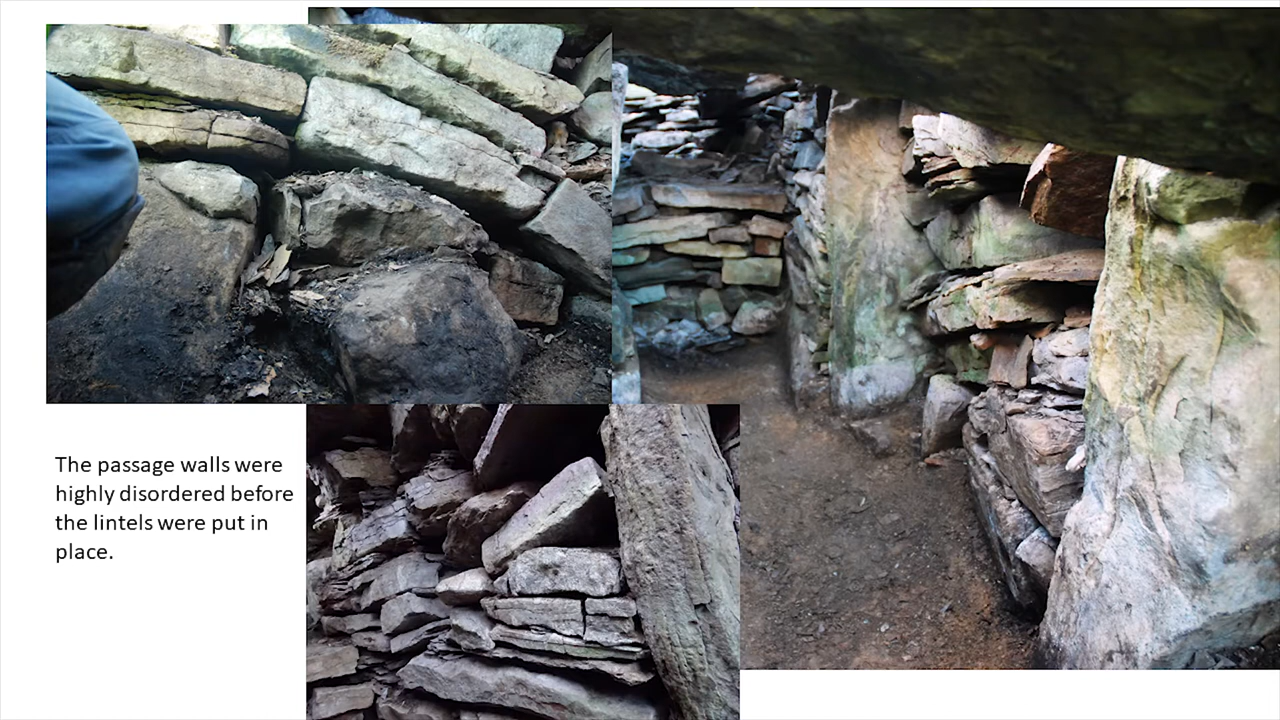 The passage walls were
highly disordered before
the lintels were put in
place.